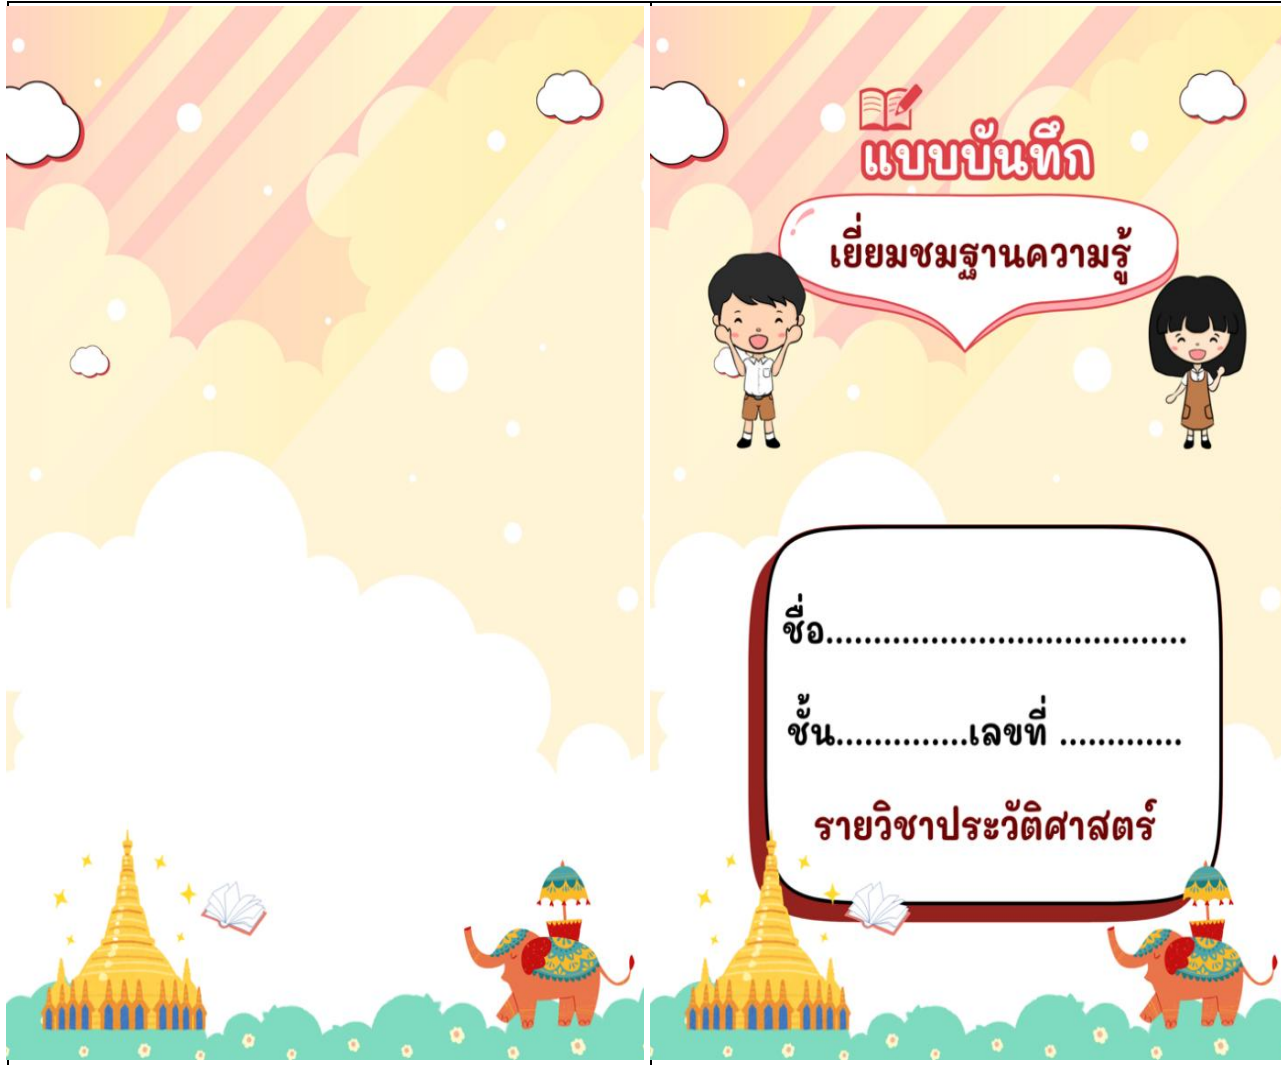 แบบบันทึก
เยี่ยมชมฐานความรู้
ชื่อ......................................
ชั้น..............เลขที่ .............
รายวิชาประวัติศาสตร์